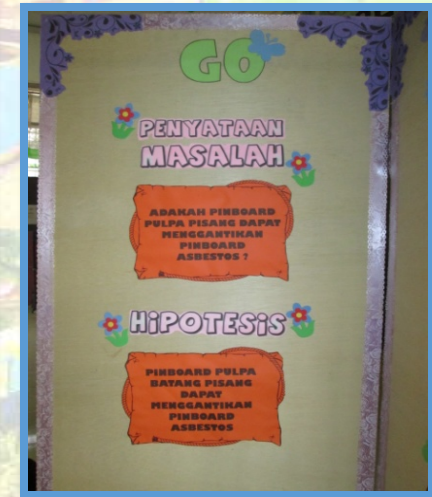 GO
PENYATAAN
MASALAH
ADAKAH PINBOARD
PULPA PISANG DAPAT
MENGGANTIKAN
PINBOARD
ASBESTOS ?
HIPOTESIS
PINBOARD PULPA
BATANG PISANG
DAPAT
MENGGANTIKAN
PINBOARD
ASBESTOS